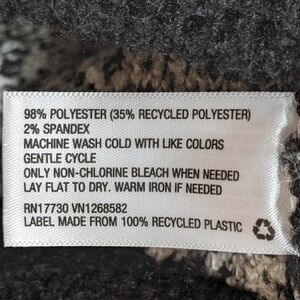 98% POLYESTER (35% RECYCLED POLYESTER)
2% SPANDEX
MACHINE WASH COLD WITH LIKE COLORS
GENTLE CYCLE
ONLY NON-CHLORINE BLEACH WHEN NEEDED
LAY FLAT TO DRY. WARM IRON IF NEEDED
RN17730 VN1268582
LABEL MADE FROM 100% RECYCLED PLASTIC